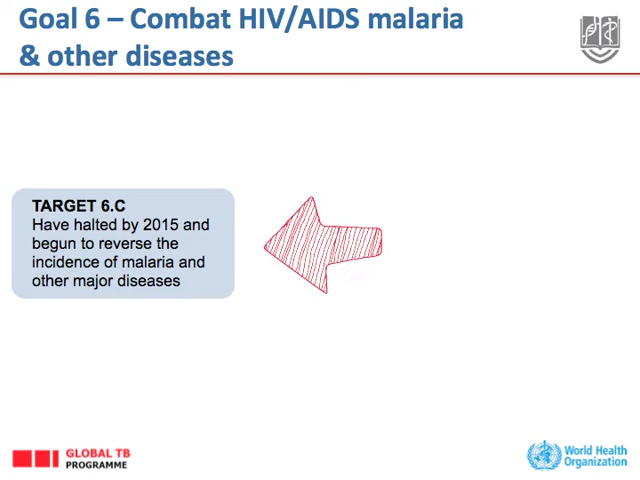 Goal 6 – Combat HIV/AIDS malaria
& other diseases
TARGET 6.C
Have halted by 2015 and
begun to reverse the
incidence of malaria and
other major diseases
GLOBAL TB
PROGRAMME
World Health
Organization